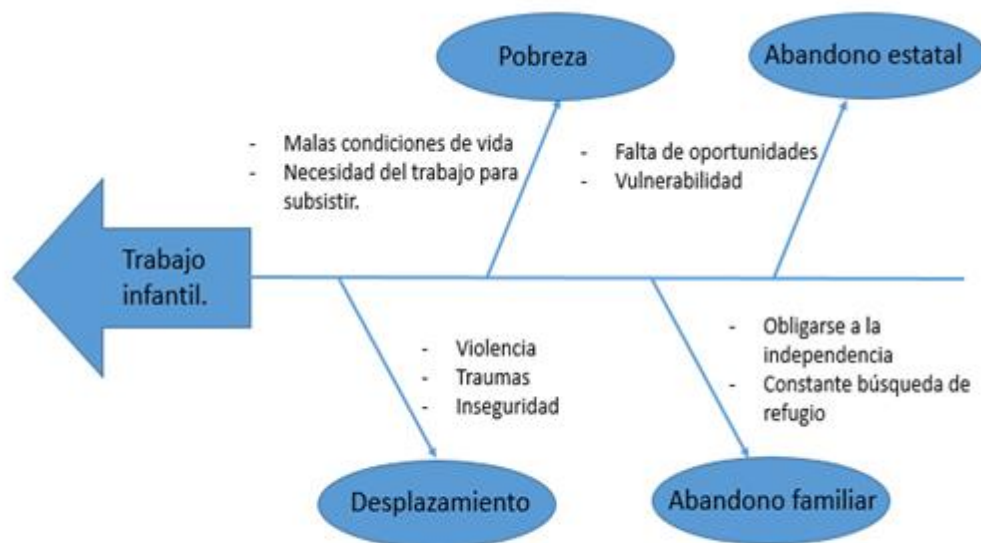 Pobreza
Abandono estatal
- Malas condiciones de vida
- Necesidad del trabajo para
subsistir.
- Falta de oportunidades
- Vulnerabilidad
Trabajo
infantil.
- Violencia
- Traumas
- Inseguridad
- Obligarse a la
independencia
- Constante búsqueda de
refugio
Desplazamiento
Abandono familiar